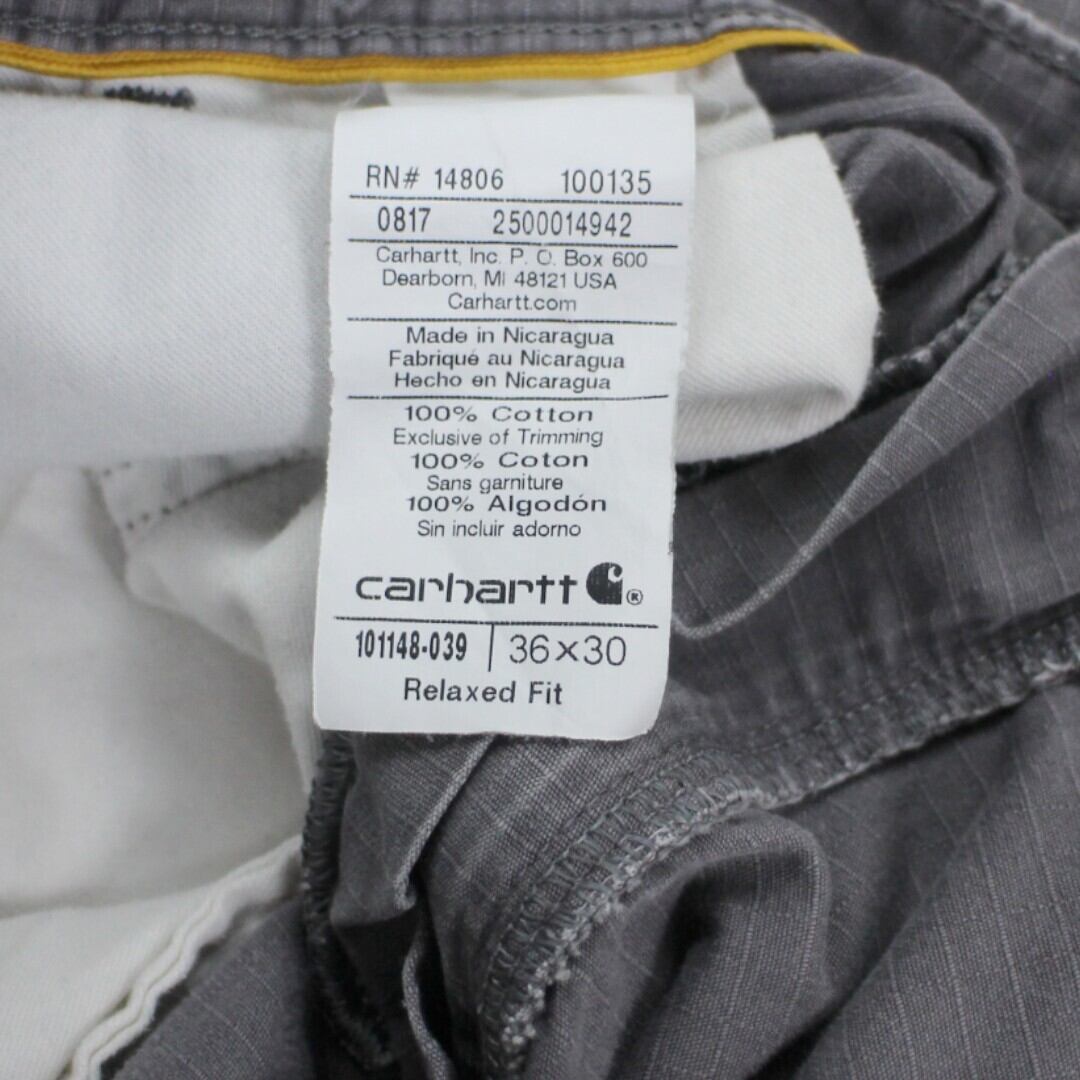 RN# 14806 100135
0817 2500014942
Carhartt, Inc. P. O. Box 600
Dearborn, MI 48121 USA
Carhartt.com
Made in Nicaragua
Fabriqué au Nicaragua
Hecho en Nicaragua
100% Cotton
Exclusive of Trimming
100% Coton
Sans garniture
100% Algodón
Sin incluir adorno
carhartt ®
101148-039 | 36×30
Relaxed Fit